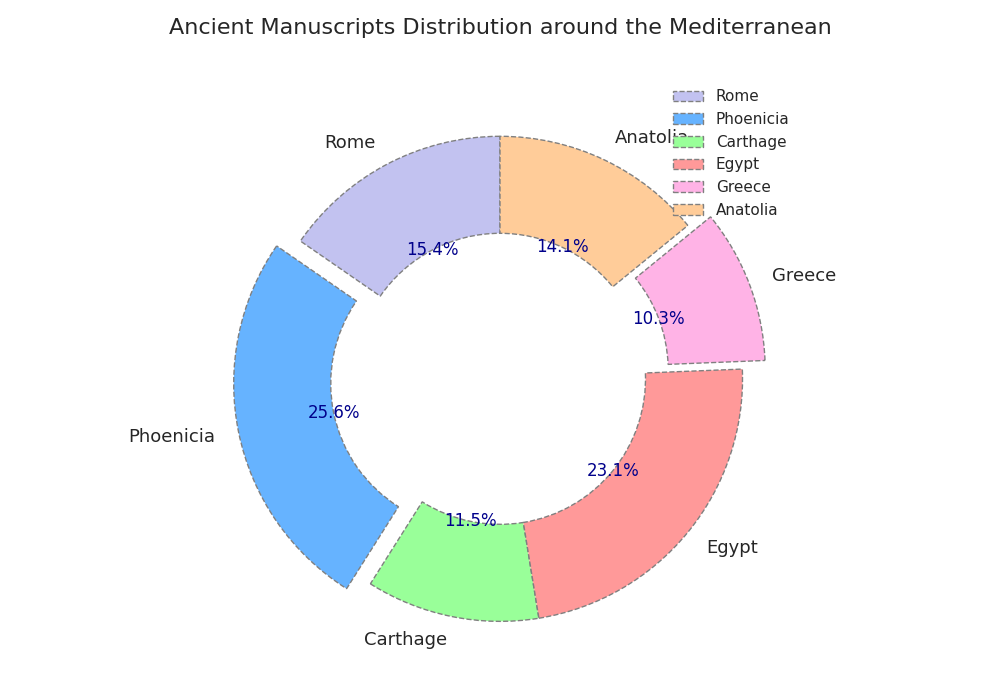 Ancient Manuscripts Distribution around the Mediterranean
Rome
Phoenicia
Carthage
Egypt
Greece
Anatolia
Rome
Anatolia
15.4%
14.1%
Greece
10.3%
25.6%
Phoenicia
23.1%
11.5%
Egypt
Carthage